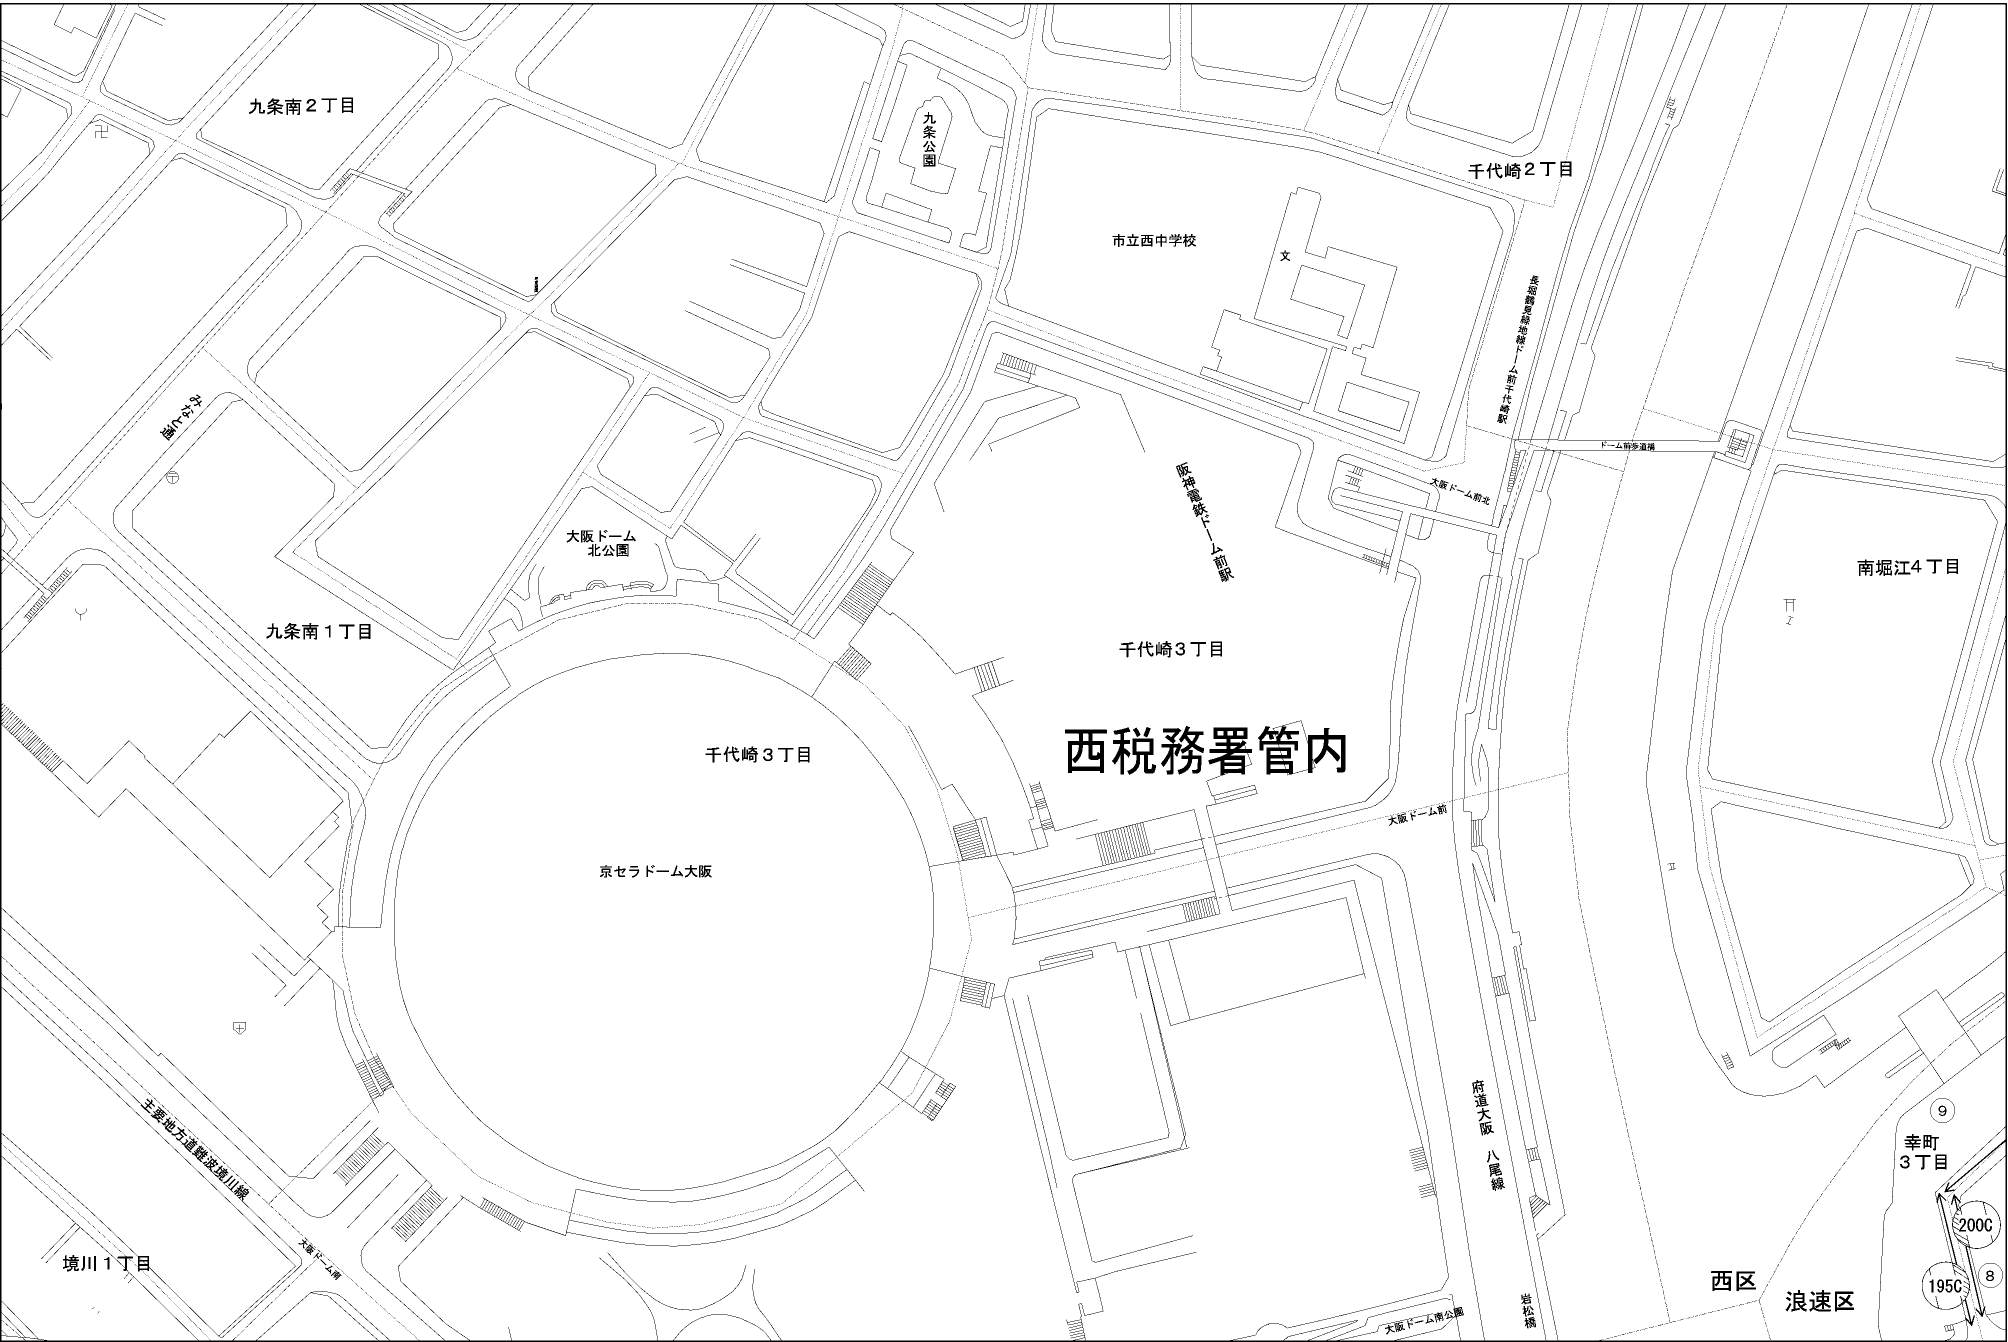 九条南２丁目
九条公園
千代崎２丁目
市立西中学校
文
長堀鶴見緑地線ドーム前千代崎駅
みなと通
ドーム前歩道橋
大阪ドーム前北
阪神電鉄ドーム前駅
大阪ドーム
北公園
南堀江４丁目
九条南１丁目
千代崎３丁目
西税務署管内
千代崎３丁目
大阪ドーム前
京セラドーム大阪
主要地方道難波境川線
府道大阪　八尾線
⑨
幸町
３丁目
200C
大阪ドーム南
境川１丁目
195C
⑧
西区
浪速区
岩松橋
大阪ドーム南公園